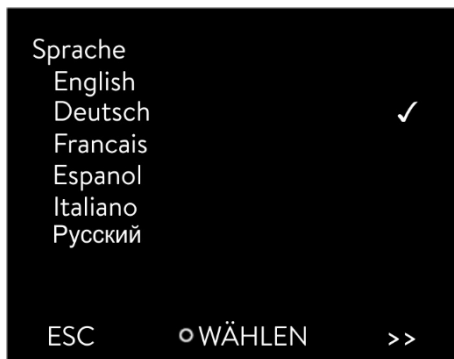 Sprache
English
Deutsch ✓
Francais
Espanol
Italiano
Русский
ESC WÄHLEN >>